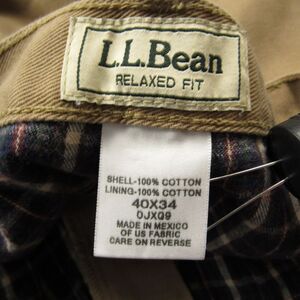 L.L.Bean
RELAXED FIT
SHELL-100% COTTON
LINING-100% COTTON
40X34
0JXQ9
MADE IN MEXICO
OF US FABRIC
CARE ON REVERSE